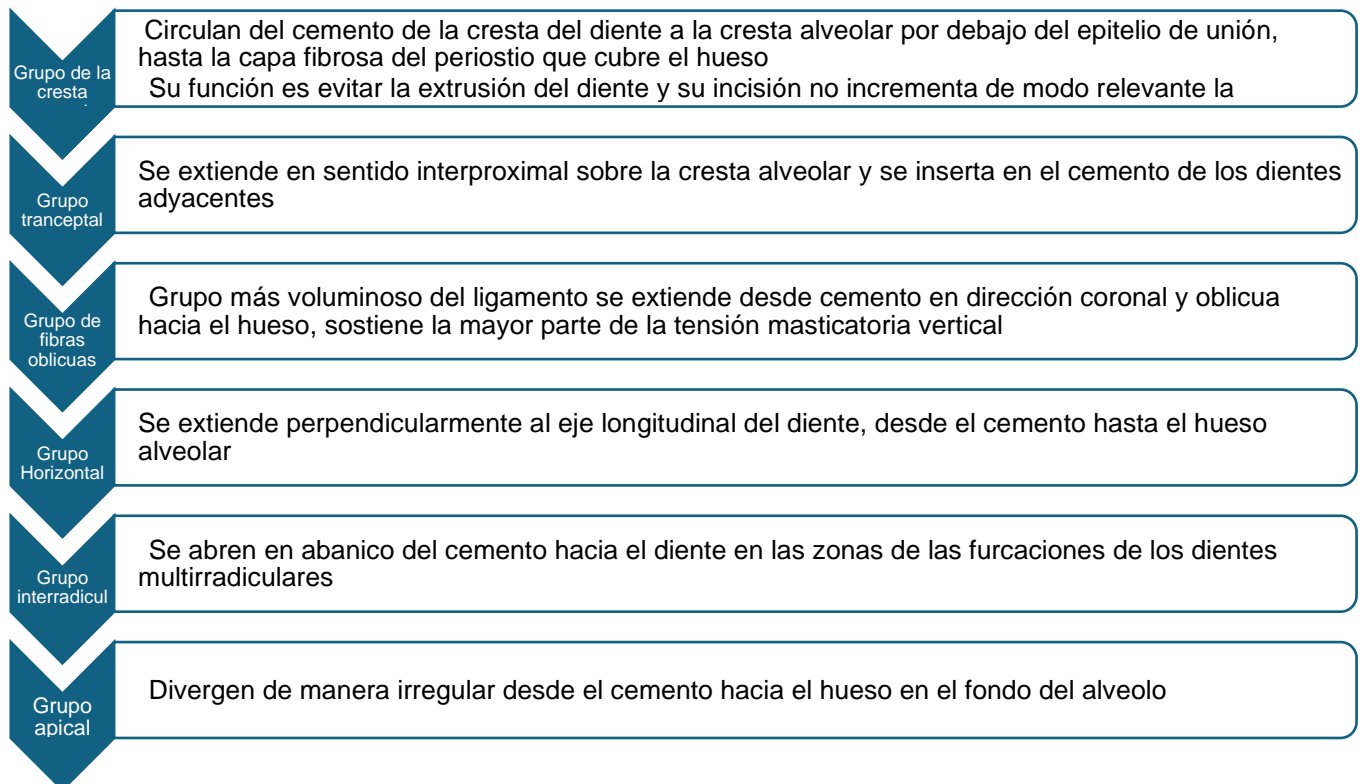 Grupo de la
cresta
Circulan del cemento de la cresta del diente a la cresta alveolar por debajo del epitelio de unión,
hasta la capa fibrosa del periostio que cubre el hueso
Su función es evitar la extrusión del diente y su incisión no incrementa de modo relevante la
Grupo
tranceptal
Se extiende en sentido interproximal sobre la cresta alveolar y se inserta en el cemento de los dientes
adyacentes
Grupo de
fibras
oblicuas
Grupo más voluminoso del ligamento se extiende desde cemento en dirección coronal y oblicua
hacia el hueso, sostiene la mayor parte de la tensión masticatoria vertical
Grupo
Horizontal
Se extiende perpendicularmente al eje longitudinal del diente, desde el cemento hasta el hueso
alveolar
Grupo
interradicul
Se abren en abanico del cemento hacia el diente en las zonas de las furcaciones de los dientes
multirradiculares
Grupo
apical
Divergen de manera irregular desde el cemento hacia el hueso en el fondo del alveolo